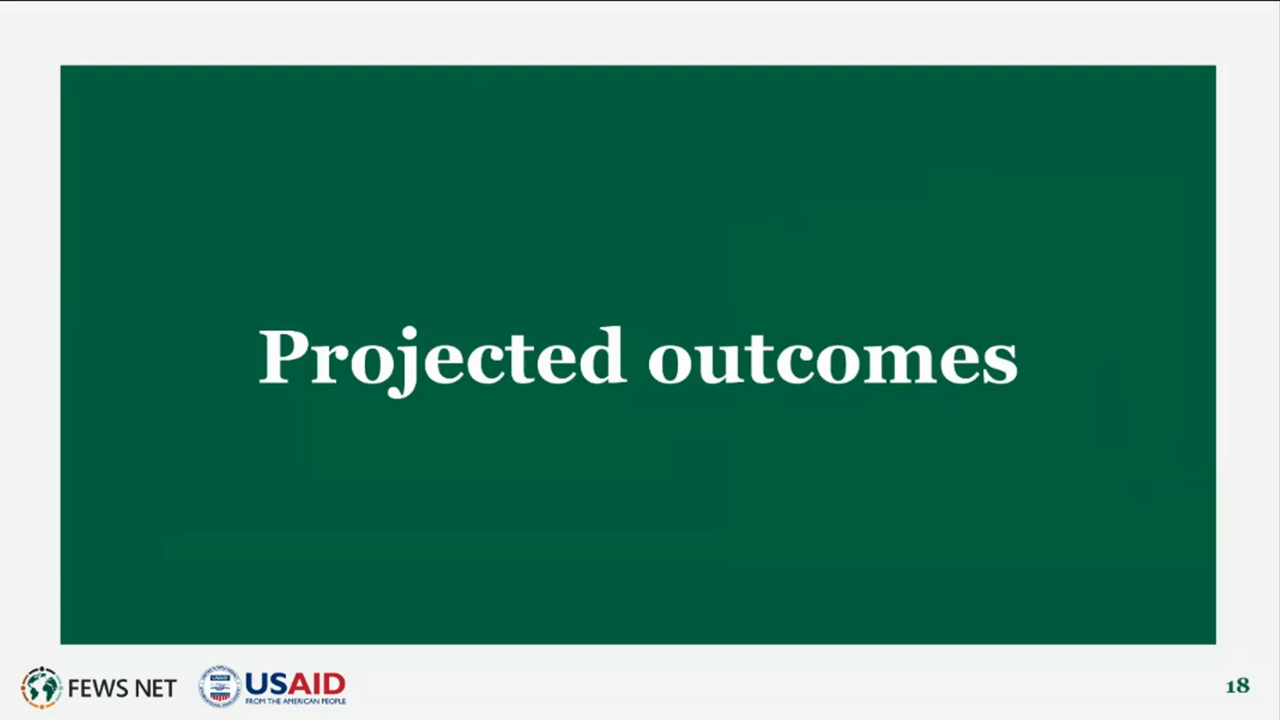 Projected outcomes
FEWS NET
USAID
FROM THE AMERICAN PEOPLE
18